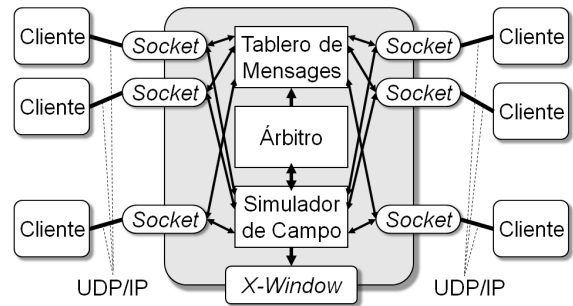 Cliente
Socket
Tablero de
Mensages
Socket
Cliente
Cliente
Socket
Socket
Cliente
Árbitro
Cliente
Socket
Simulador
de Campo
Socket
Cliente
UDP/IP
X-Window
UDP/IP